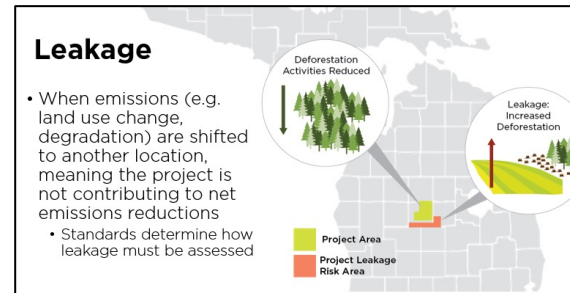 Leakage
• When emissions (e.g.
land use change,
degradation) are shifted
to another location,
meaning the project is
not contributing to net
emissions reductions
• Standards determine how
leakage must be assessed
Deforestation
Activities Reduced
Leakage:
Increased
Deforestation
Project Area
Project Leakage
Risk Area